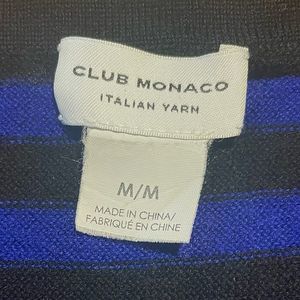 CLUB MONACO
ITALIAN YARN
M/M
MADE IN CHINA/
FABRIQUÉ EN CHINE